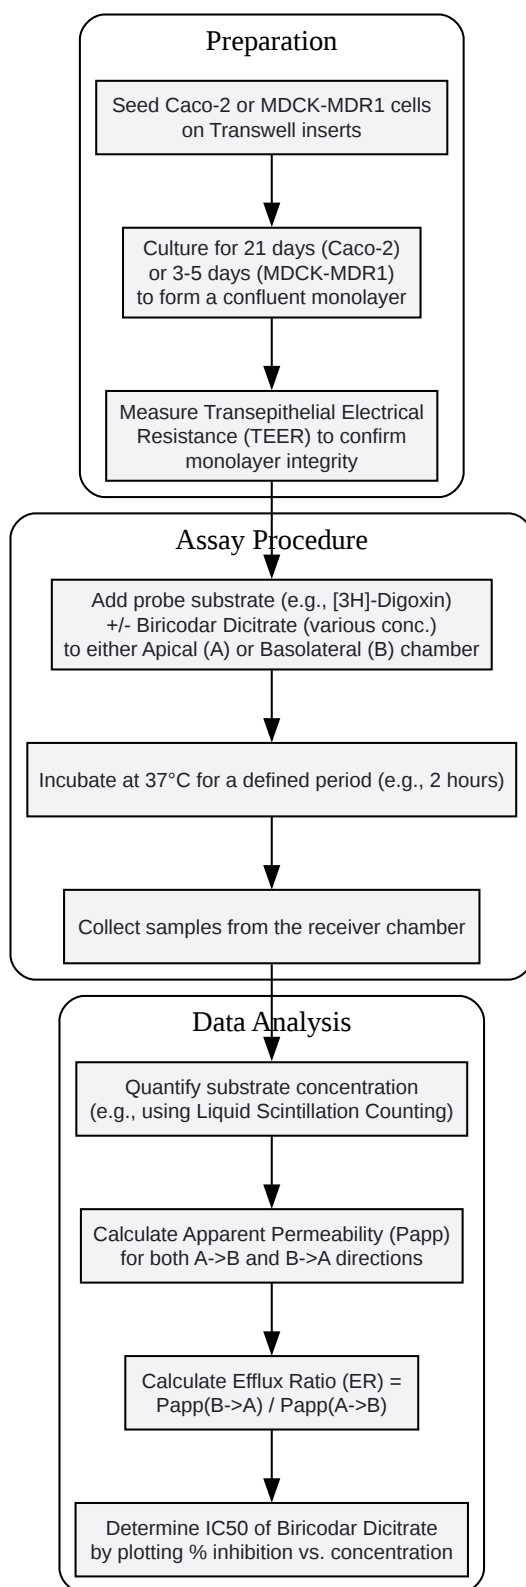 Preparation
Seed Caco-2 or MDCK-MDR1 cells
on Transwell inserts
Culture for 21 days (Caco-2)
or 3-5 days (MDCK-MDR1)
to form a confluent monolayer
Measure Transepithelial Electrical
Resistance (TEER) to confirm
monolayer integrity
Assay Procedure
Add probe substrate (e.g., [3H]-Digoxin)
+/- Biricodar Dicitrate (various conc.)
to either Apical (A) or Basolateral (B) chamber
Incubate at 37°C for a defined period (e.g., 2 hours)
Collect samples from the receiver chamber
Data Analysis
Quantify substrate concentration
(e.g., using Liquid Scintillation Counting)
Calculate Apparent Permeability (Papp)
for both A->B and B->A directions
Calculate Efflux Ratio (ER) =
Papp(B->A) / Papp(A->B)
Determine IC50 of Biricodar Dicitrate
by plotting % inhibition vs. concentration